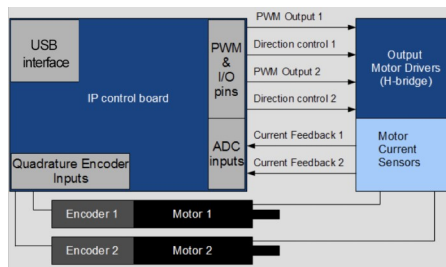 USB
interface
IP control board
Quadrature Encoder
Inputs
PWM
&
I/O
pins
ADC
inputs
PWM Output 1
Direction control 1
PWM Output 2
Direction control 2
Current Feedback 1
Current Feedback 2
Output
Motor Drivers
(H-bridge)
Motor
Current
Sensors
Encoder 1
Motor 1
Encoder 2
Motor 2